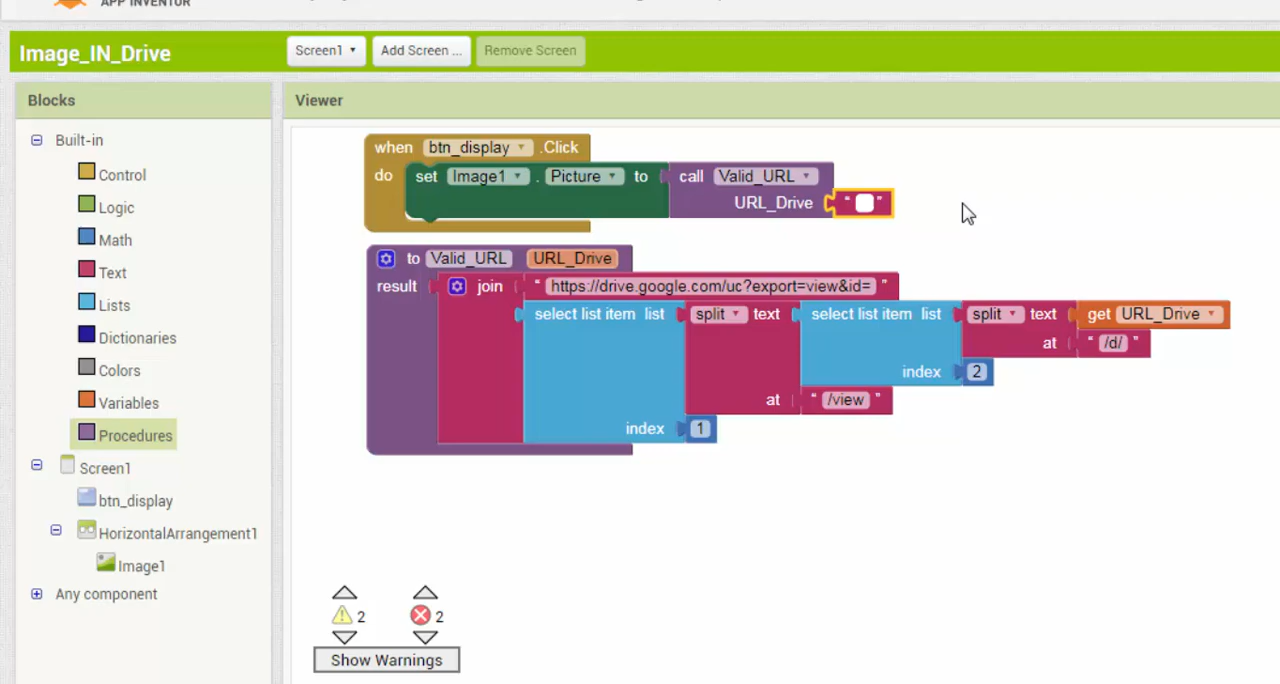 APP INVENTOR
Image_IN_Drive
Screen1
Add Screen ...
Remove Screen
Blocks
Viewer
Built-in
Control
Logic
Math
Text
Lists
Dictionaries
Colors
Variables
Procedures
Screen1
btn_display
HorizontalArrangement1
Image1
Any component
when btn_display .Click
do set Image1 . Picture to call Valid_URL
URL_Drive " "
to Valid_URL URL_Drive
result join " https://drive.google.com/uc?export=view&id= "
select list item list split text select list item list split text get URL_Drive
at " /d/ "
index 2
at " /view "
index 1
2 2
Show Warnings